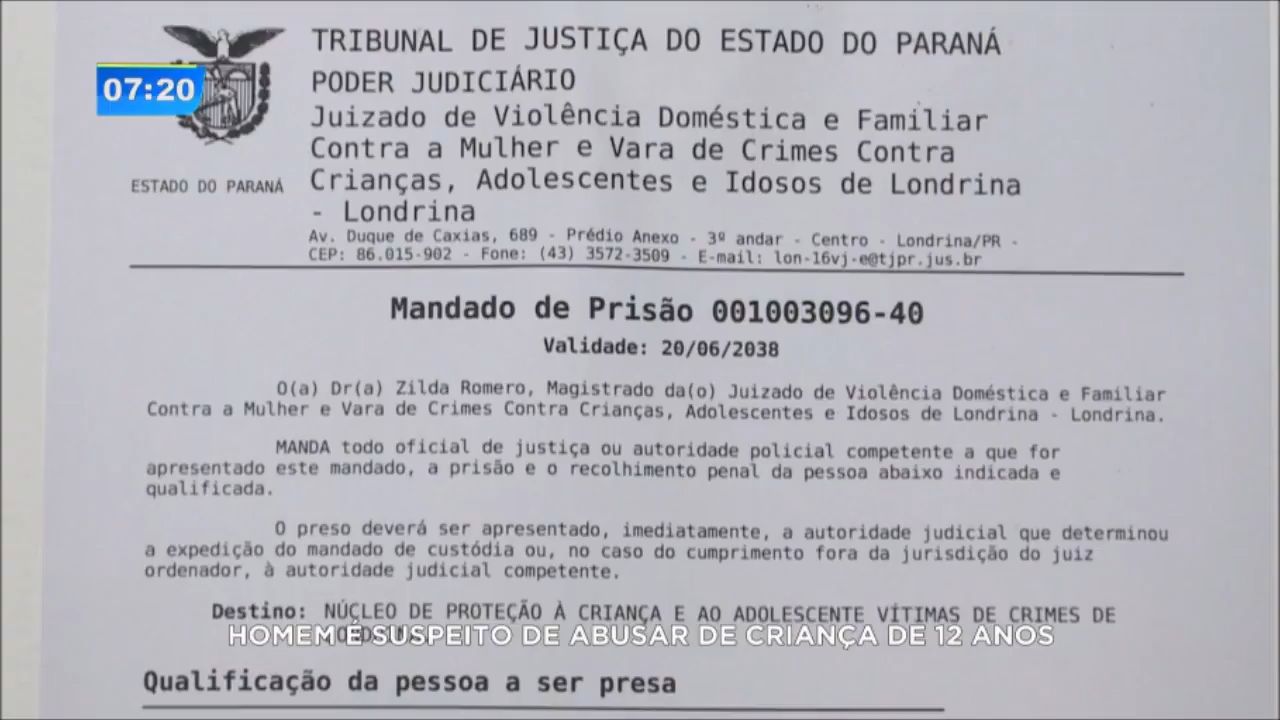 TRIBUNAL DE JUSTIÇA DO ESTADO DO PARANÁ
PODER JUDICIÁRIO
07:20
Juizado de Violência Doméstica e Familiar
Contra a Mulher e Vara de Crimes Contra
ESTADO DO PARANÁ
Crianças, Adolescentes e Idosos de Londrina
- Londrina
Av. Duque de Caxias, 689 - Prédio Anexo - 3º andar - Centro - Londrina/PR -
CEP: 86.015-902 - Fone: (43) 3572-3509 - E-mail: lon-16vj-e@tjpr.jus.br
Mandado de Prisão 001003096-40
Validade: 20/06/2038
O(a) Dr(a) Zilda Romero, Magistrado da(o) Juizado de Violência Doméstica e Familiar
Contra a Mulher e Vara de Crimes Contra Crianças, Adolescentes e Idosos de Londrina - Londrina.
MANDA todo oficial de justiça ou autoridade policial competente a que for
apresentado este mandado, a prisão e o recolhimento penal da pessoa abaixo indicada e
qualificada.
O preso deverá ser apresentado, imediatamente, a autoridade judicial que determinou
a expedição do mandado de custódia ou, no caso do cumprimento fora da jurisdição do juiz
ordenador, à autoridade judicial competente.
Destino: NÚCLEO DE PROTEÇÃO À CRIANÇA E AO ADOLESCENTE VÍTIMAS DE CRIMES DE
HOMEM É SUSPEITO DE ABUSAR DE CRIANÇA DE 12 ANOS
Qualificação da pessoa a ser presa